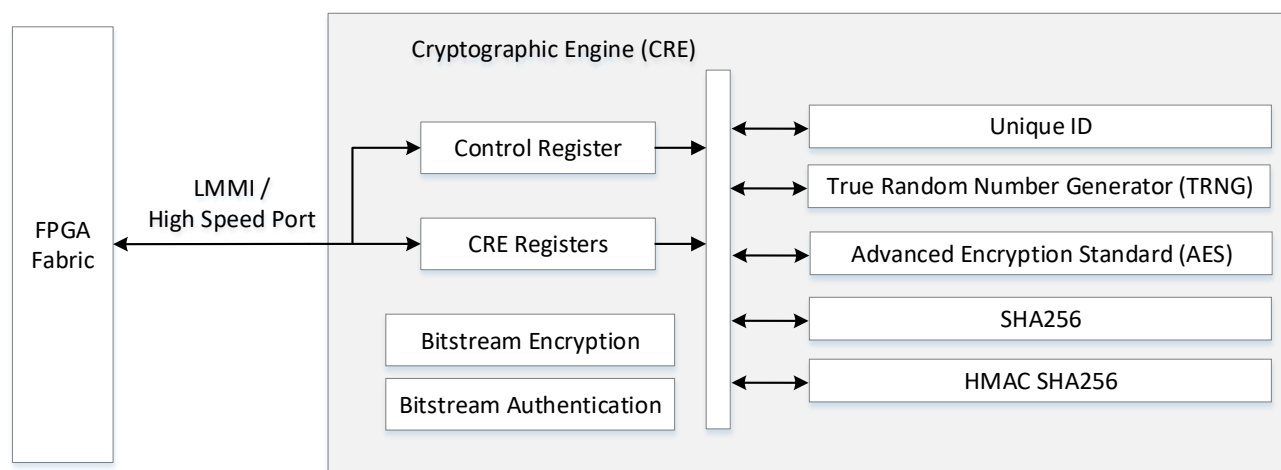 Cryptographic Engine (CRE)
FPGA
Fabric
LMMI /
High Speed Port
Control Register
CRE Registers
Bitstream Encryption
Bitstream Authentication
Unique ID
True Random Number Generator (TRNG)
Advanced Encryption Standard (AES)
SHA256
HMAC SHA256